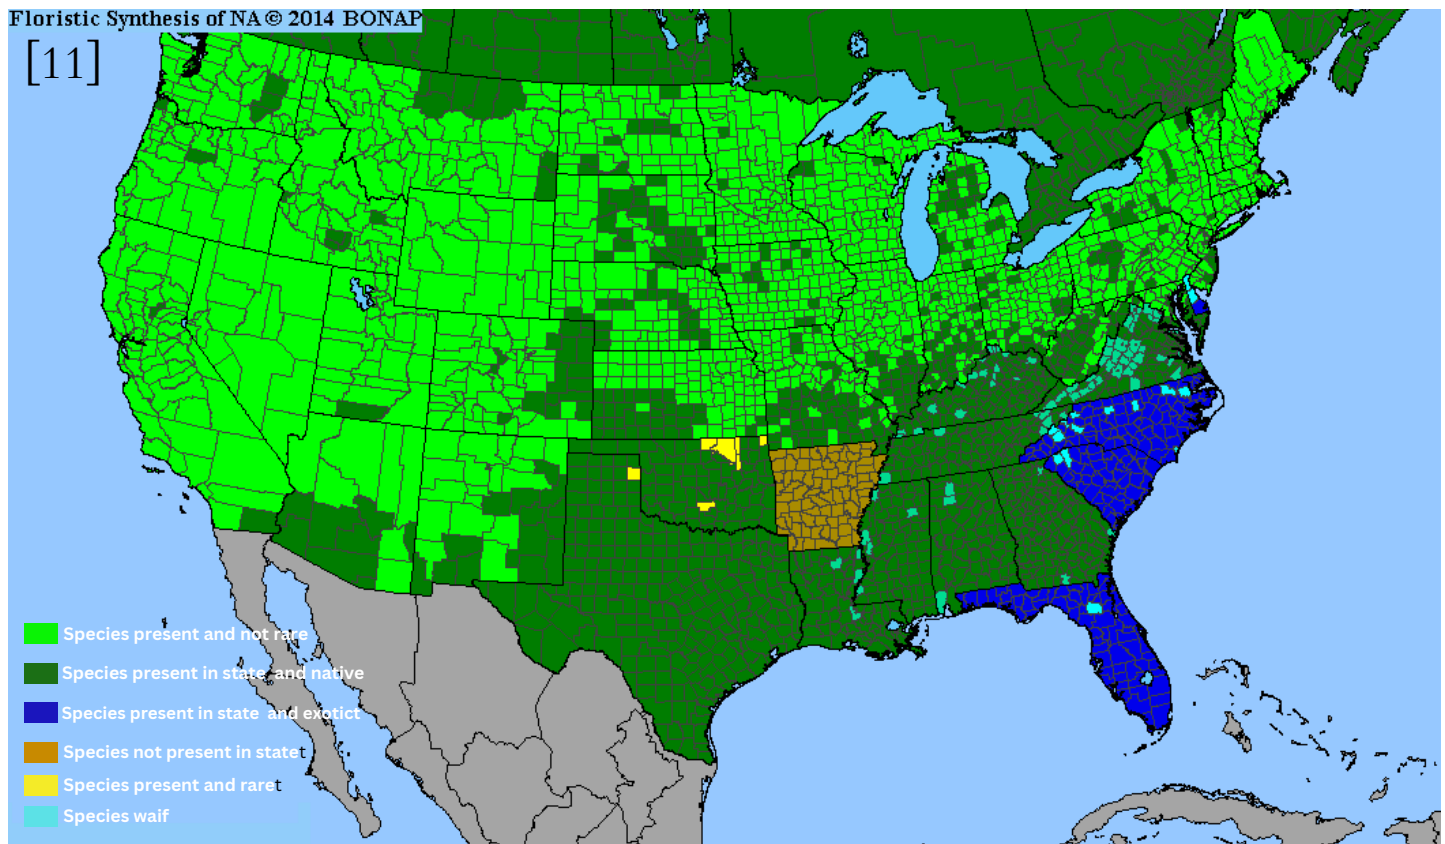 Floristic Synthesis of NA © 2014 BONAP
[11]
Species present and not rare
Species present in state and native
Species present in state and exotict
Species not present in statet
Species present and raret
Species waif